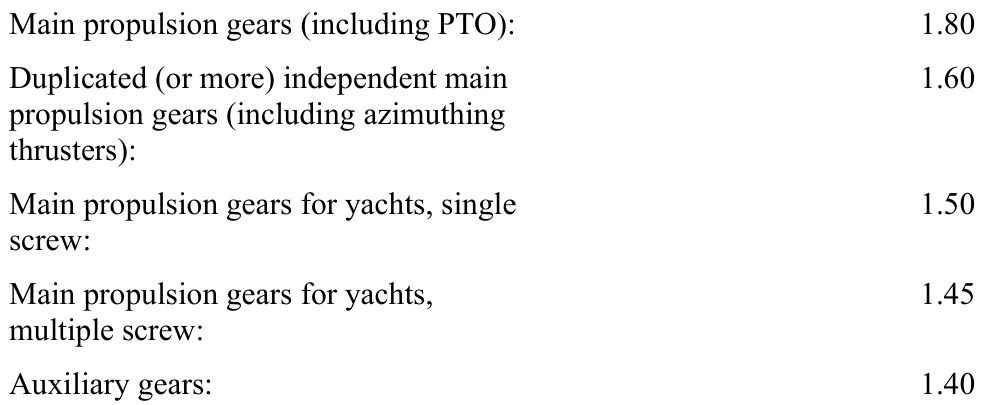 Main propulsion gears (including PTO): 1.80
Duplicated (or more) independent main 1.60
propulsion gears (including azimuthing
thrusters):
Main propulsion gears for yachts, single 1.50
screw:
Main propulsion gears for yachts, 1.45
multiple screw:
Auxiliary gears: 1.40